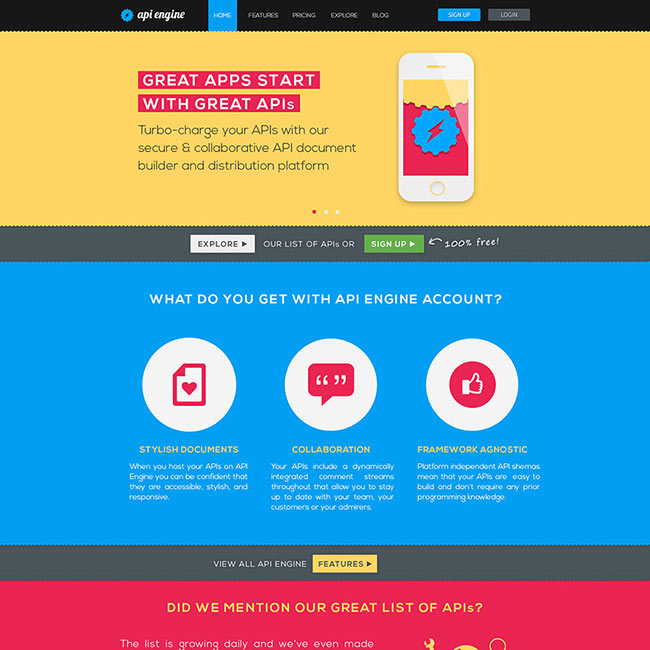 api engine
HOME
FEATURES
PRICING
EXPLORE
BLOG
SIGN UP
LOGIN
GREAT APPS START
WITH GREAT APIs
Turbo-charge your APIs with our
secure & collaborative API document
builder and distribution platform
EXPLORE
OUR LIST OF APIs OR
SIGN UP
100% free!
WHAT DO YOU GET WITH API ENGINE ACCOUNT?
STYLISH DOCUMENTS
When you host your APIs on API
Engine you can be confident that
they are accessible, stylish, and
responsive.
COLLABORATION
Your APIs include a dynamically
integrated comment streams
throughout that allow you to stay
up to date with your team, your
customers or your admirers.
FRAMEWORK AGNOSTIC
Platform independent API shemas
mean that your APIs are easy to
build and don't require any prior
programming knowledge.
VIEW ALL API ENGINE
FEATURES
DID WE MENTION OUR GREAT LIST OF APIs?
The list is growing daily and we've even made